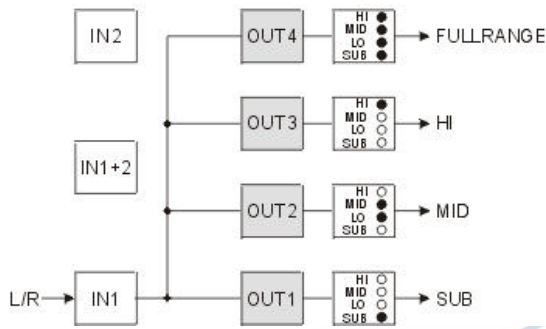 IN2
OUT4
HI
MID
LO
SUB
FULLRANGE
OUT3
HI
MID
LO
SUB
HI
IN1+2
OUT2
HI
MID
LO
SUB
MID
L/R
IN1
OUT1
HI
MID
LO
SUB
SUB